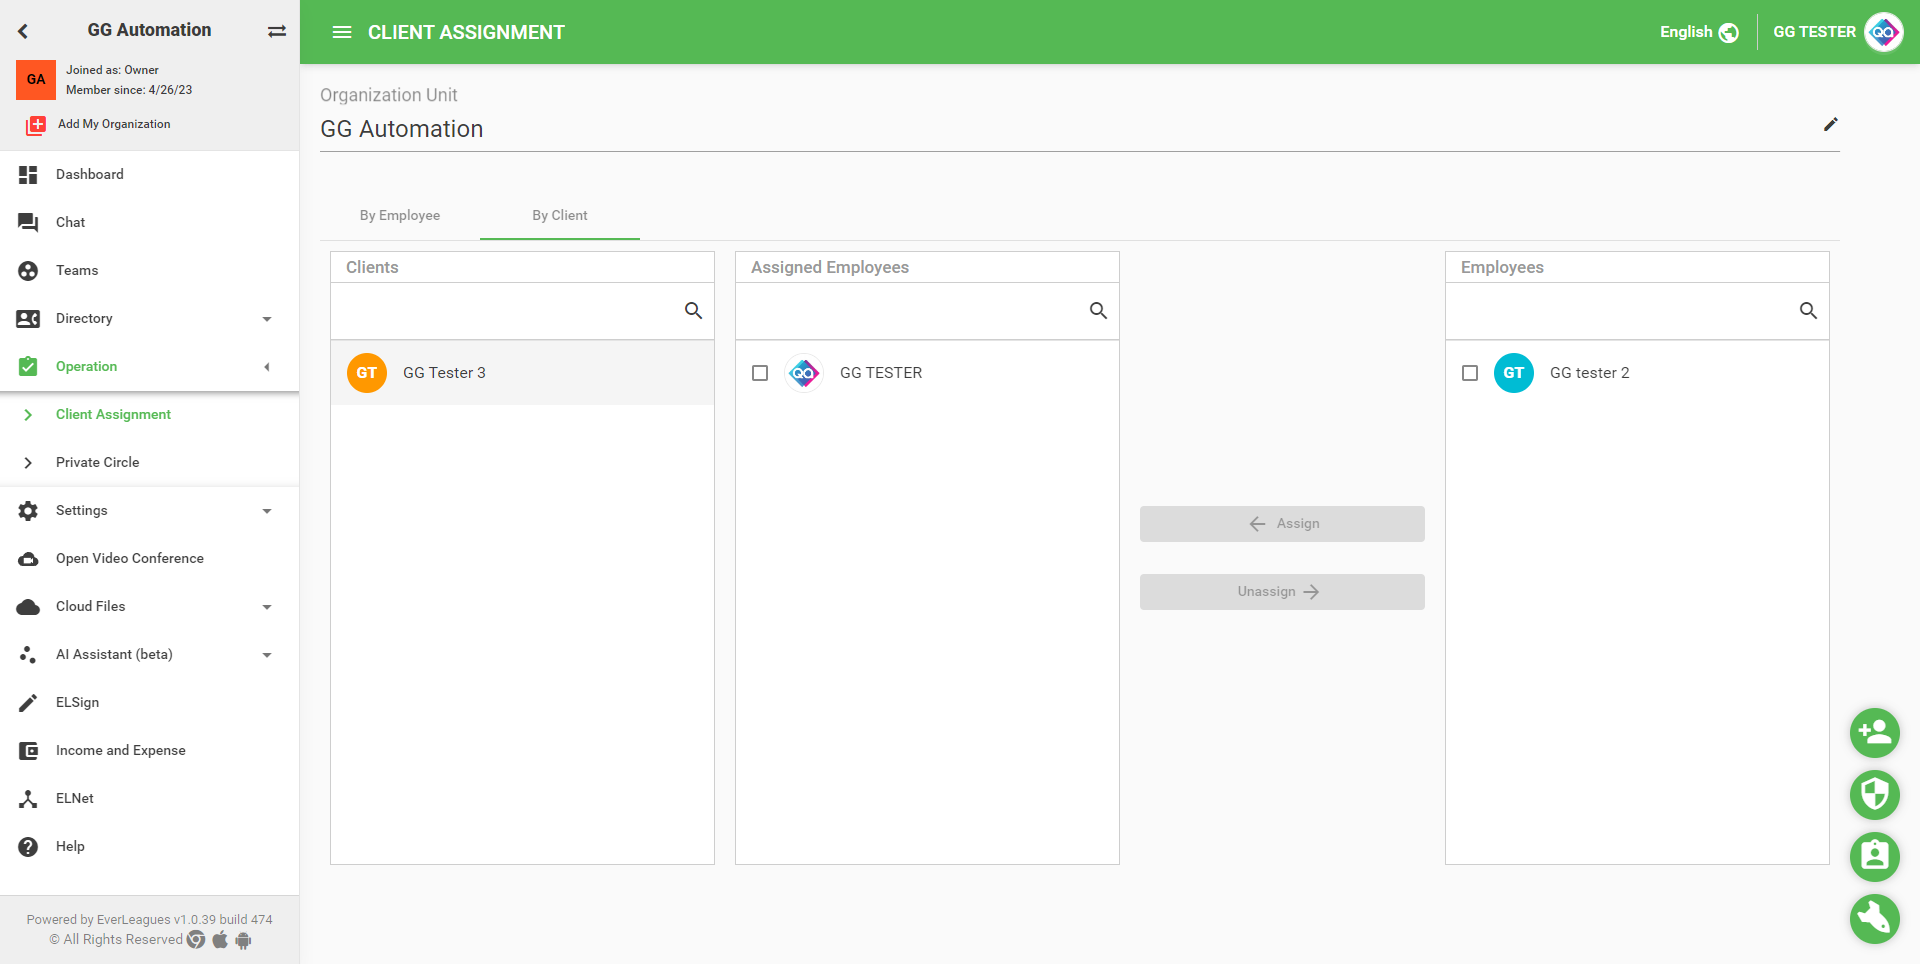 GG Automation
GA
Joined as: Owner
Member since: 4/26/23
Add My Organization
Dashboard
Chat
Teams
Directory
Operation
Client Assignment
Private Circle
Settings
Open Video Conference
Cloud Files
AI Assistant (beta)
ELSign
Income and Expense
ELNet
Help
Powered by EverLeagues v1.0.39 build 474
© All Rights Reserved
CLIENT ASSIGNMENT
English
GG TESTER
QA
Organization Unit
GG Automation
By Employee
By Client
Clients
GT
GG Tester 3
Assigned Employees
QA
GG TESTER
Assign
Unassign
Employees
GT
GG tester 2